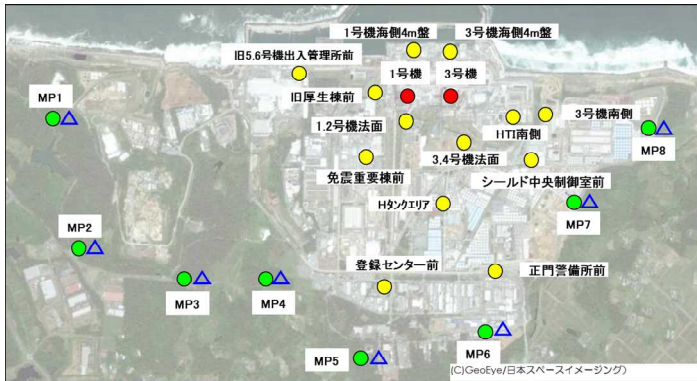 1号機海側4m盤
3号機海側4m盤
旧5.6号機出入管理所前
1号機
3号機
MP1
旧厚生棟前
3号機南側
1.2号機法面
HTI南側
MP8
3.4号機法面
免震重要棟前
シールド中央制御室前
Hタンクエリア
MP2
MP7
登録センター前
正門警備所前
MP3
MP4
MP5
MP6
(C)GeoEye/日本スペースイメージング)